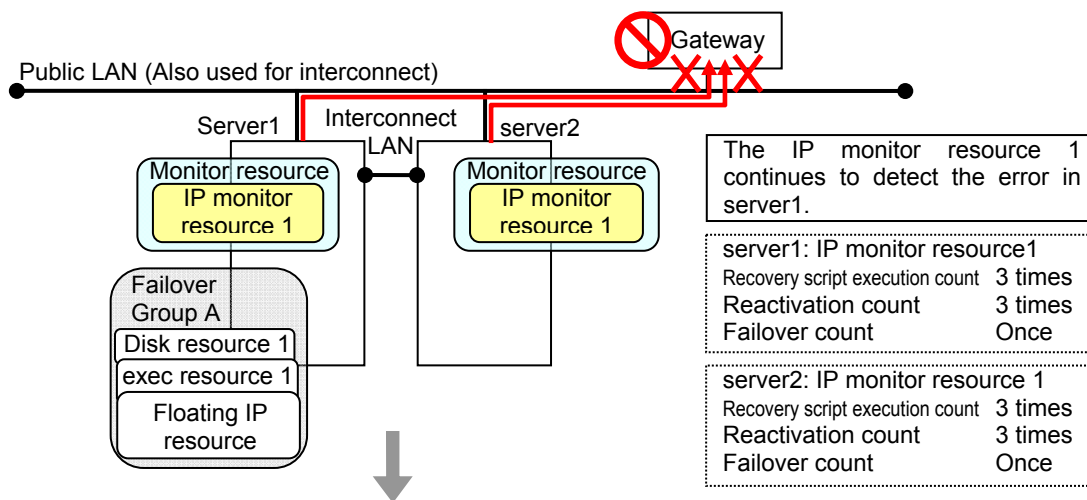 Gateway
Public LAN (Also used for interconnect)
Server1
Interconnect
LAN
server2
Monitor resource
IP monitor
resource 1
Monitor resource
IP monitor
resource 1
Failover
Group A
Disk resource 1
exec resource 1
Floating IP
resource
The IP monitor resource 1
continues to detect the error in
server1.
server1: IP monitor resource1
Recovery script execution count 3 times
Reactivation count 3 times
Failover count Once
server2: IP monitor resource 1
Recovery script execution count 3 times
Reactivation count 3 times
Failover count Once